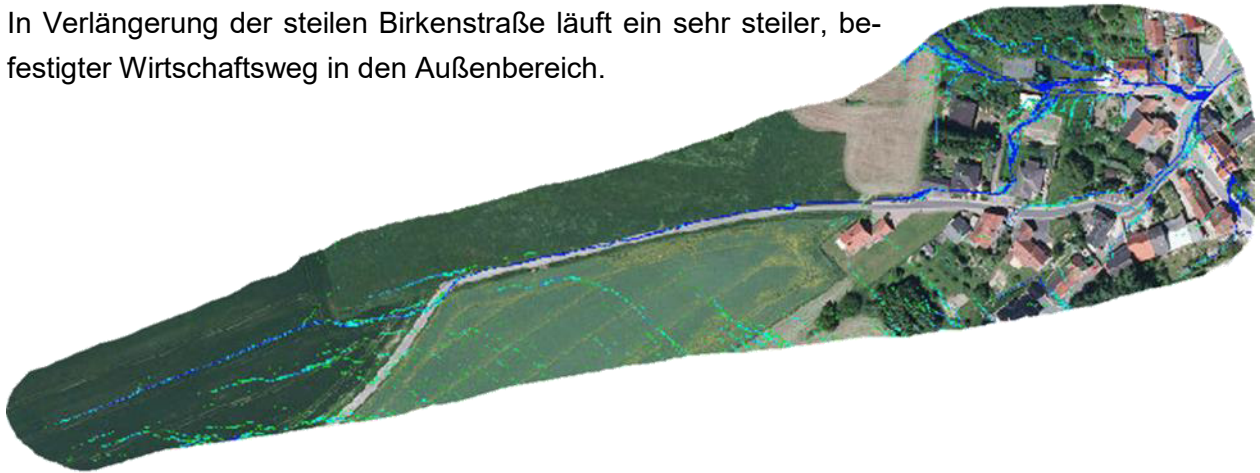 In Verlängerung der steilen Birkenstraße läuft ein sehr steiler, be-
festigter Wirtschaftsweg in den Außenbereich.